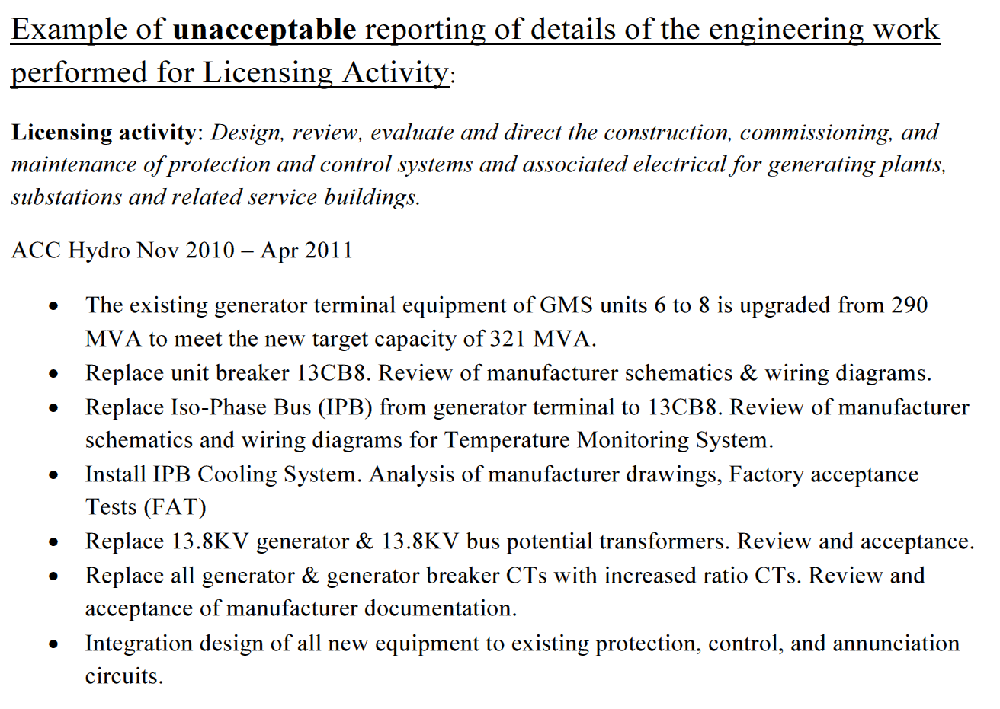 Example of unacceptable reporting of details of the engineering work
performed for Licensing Activity:
Licensing activity: Design, review, evaluate and direct the construction, commissioning, and
maintenance of protection and control systems and associated electrical for generating plants,
substations and related service buildings.
ACC Hydro Nov 2010 – Apr 2011
• The existing generator terminal equipment of GMS units 6 to 8 is upgraded from 290
MVA to meet the new target capacity of 321 MVA.
• Replace unit breaker 13CB8. Review of manufacturer schematics & wiring diagrams.
• Replace Iso-Phase Bus (IPB) from generator terminal to 13CB8. Review of manufacturer
schematics and wiring diagrams for Temperature Monitoring System.
• Install IPB Cooling System. Analysis of manufacturer drawings, Factory acceptance
Tests (FAT)
• Replace 13.8KV generator & 13.8KV bus potential transformers. Review and acceptance.
• Replace all generator & generator breaker CTs with increased ratio CTs. Review and
acceptance of manufacturer documentation.
• Integration design of all new equipment to existing protection, control, and annunciation
circuits.